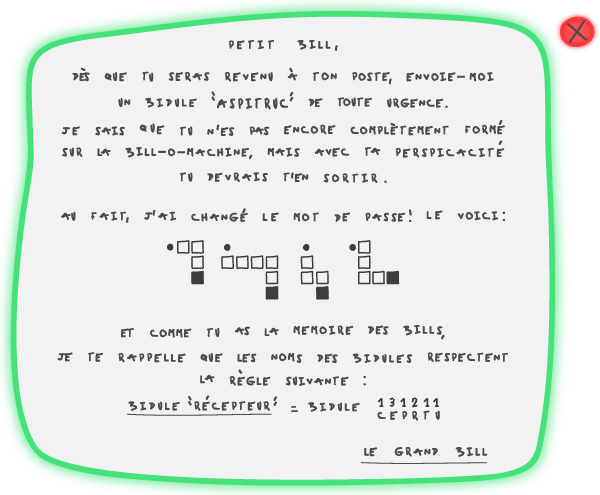 PETIT BILL,
DÈS QUE TU SERAS REVENU À TON POSTE, ENVOIE-MOI
UN BIDULE 'ASPITRUC' DE TOUTE URGENCE.
JE SAIS QUE TU N'ES PAS ENCORE COMPLÈTEMENT FORMÉ
SUR LA BILL-O-MACHINE, MAIS AVEC TA PERSPICACITÉ
TU DEVRAIS T'EN SORTIR.
AU FAIT, J'AI CHANGÉ LE MOT DE PASSE! LE VOICI:
ET COMME TU AS LA MEMOIRE DES BILLS,
JE TE RAPPELLE QUE LES NOMS DES BIDULES RESPECTENT
LA RÈGLE SUIVANTE :
BIDULE 'RÉCEPTEUR' = BIDULE 131211
CEPRTU
LE GRAND BILL